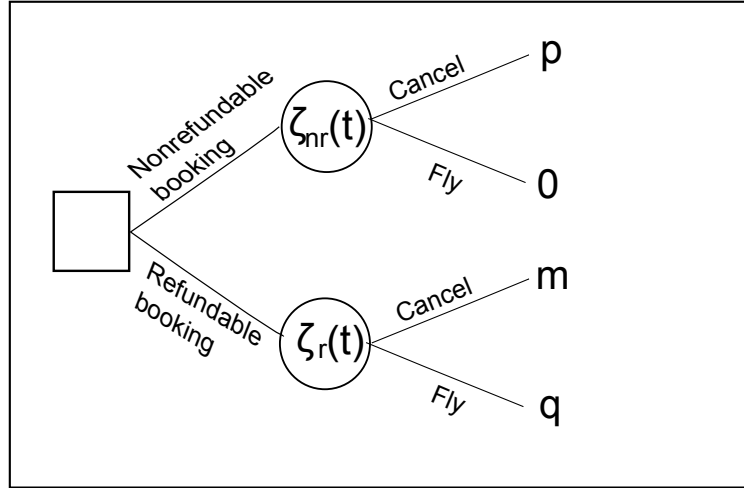 Nonrefundable
booking
ζnr(t)
Cancel
p
Fly
0
Refundable
booking
ζr(t)
Cancel
m
Fly
q